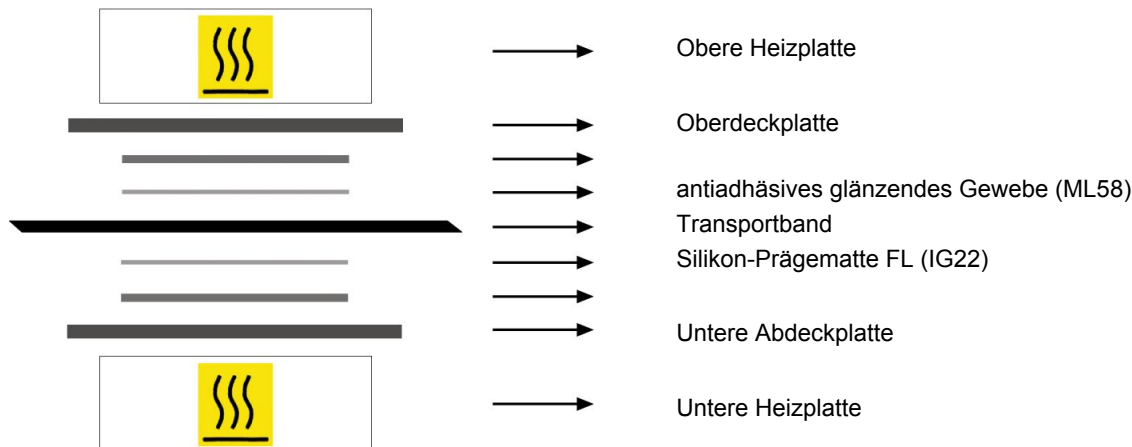 Obere Heizplatte
Oberdeckplatte
antiadhäsives glänzendes Gewebe (ML58)
Transportband
Silikon-Prägematte FL (IG22)
Untere Abdeckplatte
Untere Heizplatte